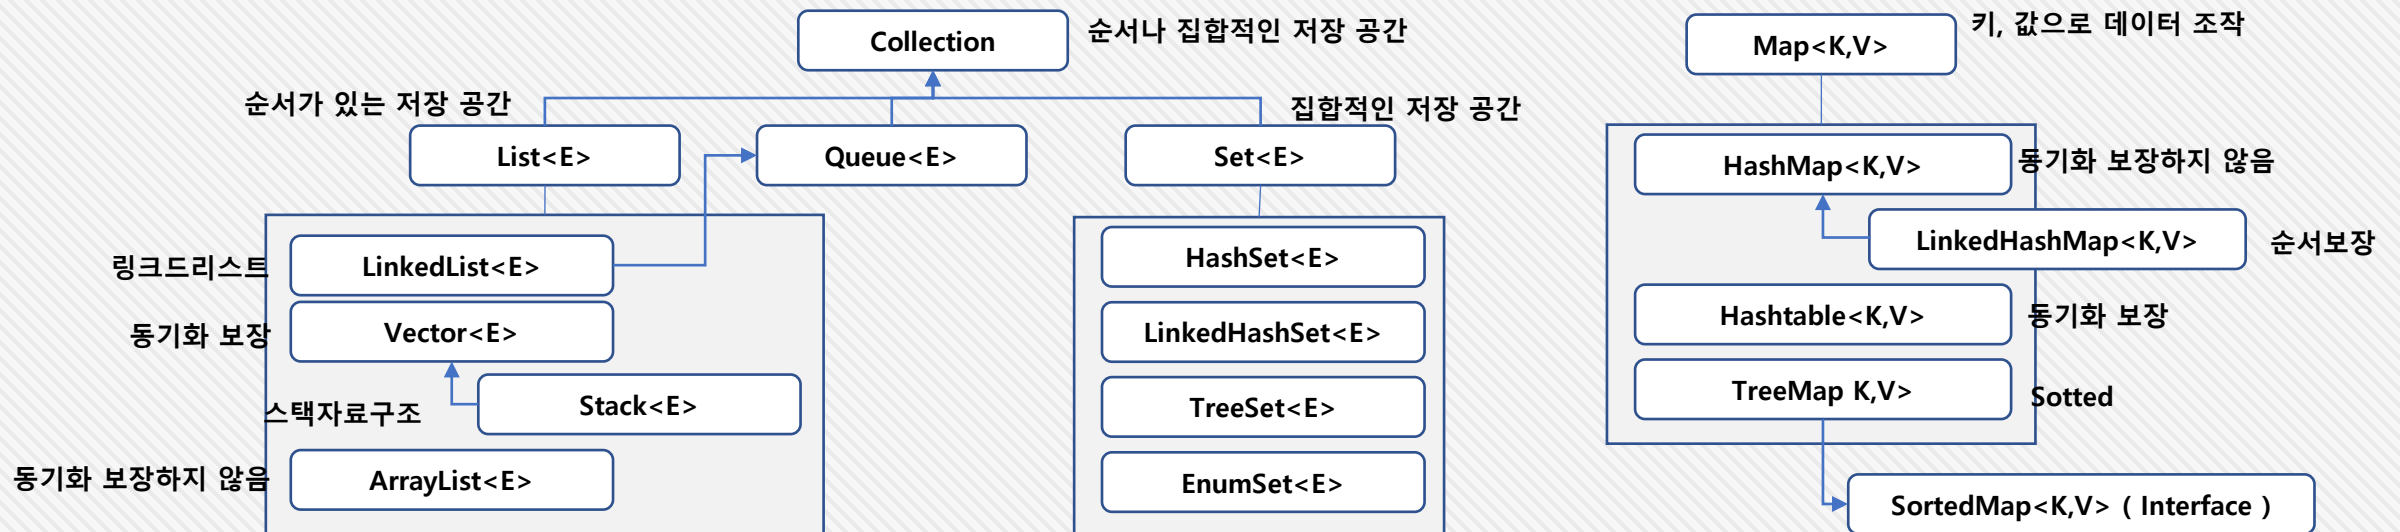 Collection
순서나 집합적인 저장 공간
Map<K,V>
키, 값으로 데이터 조작
순서가 있는 저장 공간
집합적인 저장 공간
List<E>
Queue<E>
Set<E>
HashMap<K,V>
동기화 보장하지 않음
링크드리스트
LinkedList<E>
HashSet<E>
LinkedHashMap<K,V>
순서보장
동기화 보장
Vector<E>
LinkedHashSet<E>
Hashtable<K,V>
동기화 보장
스택자료구조
Stack<E>
TreeSet<E>
TreeMap K,V>
Sotted
동기화 보장하지 않음
ArrayList<E>
EnumSet<E>
SortedMap<K,V> ( Interface )